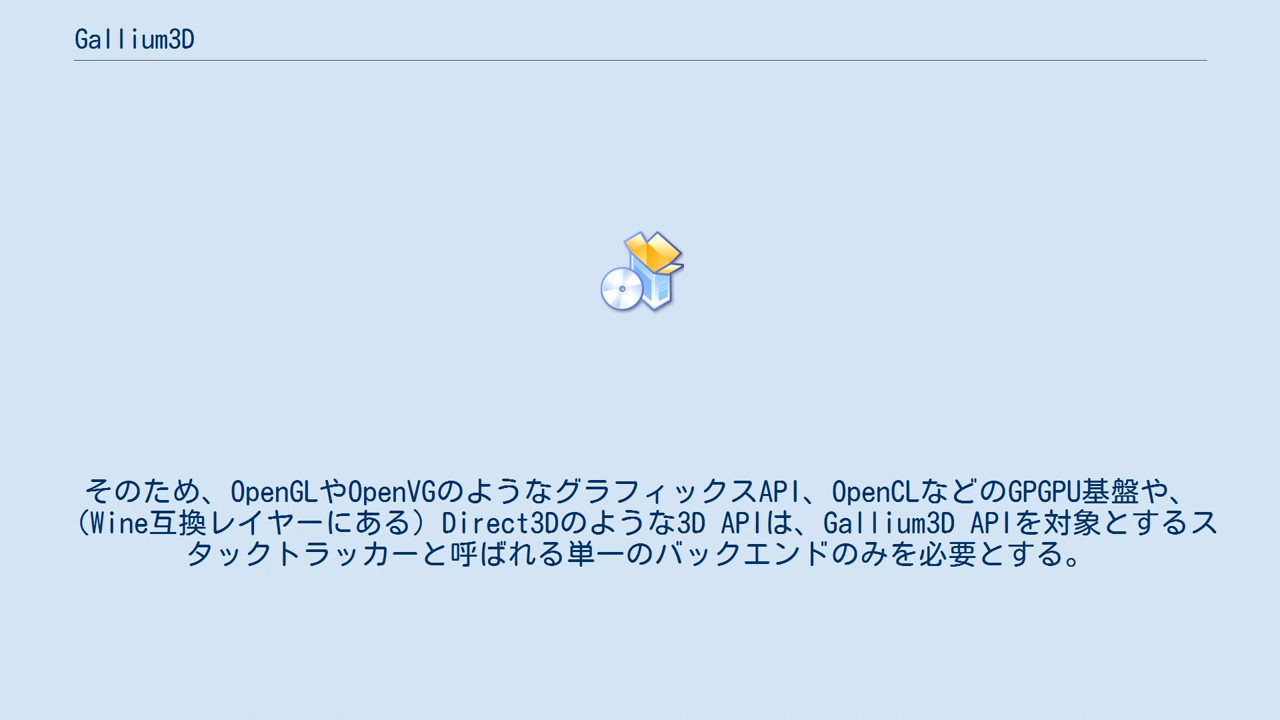 Gallium3D
そのため、OpenGLやOpenVGのようなグラフィックスAPI、OpenCLなどのGPGPU基盤や、
（Wine互換レイヤーにある）Direct3Dのような3D APIは、Gallium3D APIを対象とするス
タックトラッカーと呼ばれる単一のバックエンドのみを必要とする。